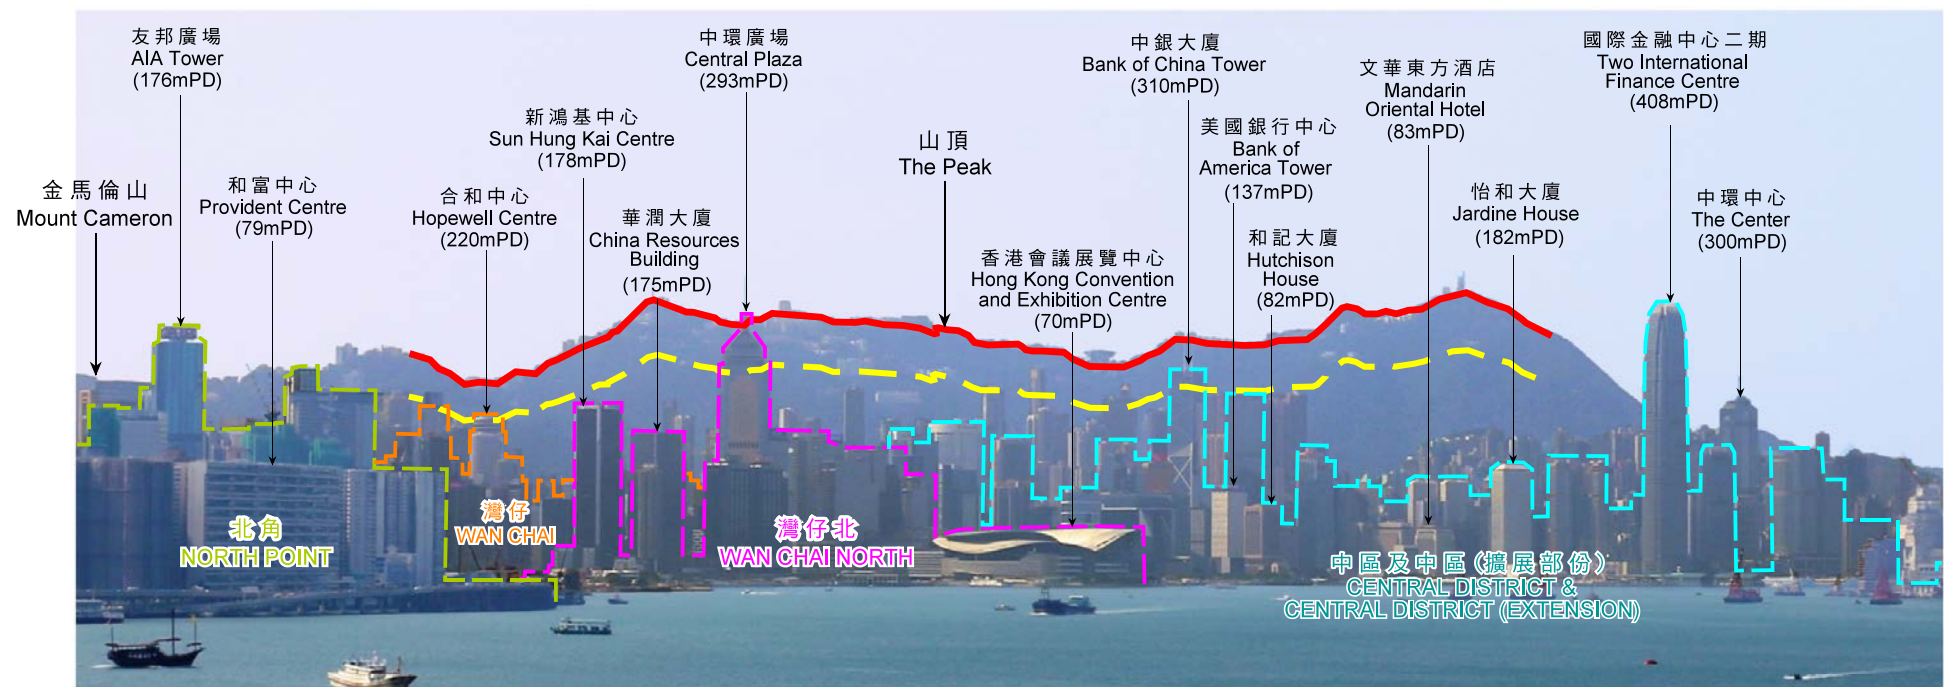 友邦廣場
AIA Tower
(176mPD)
中環廣場
Central Plaza
(293mPD)
中銀大廈
Bank of China Tower
(310mPD)
國際金融中心二期
Two International
Finance Centre
(408mPD)
文華東方酒店
Mandarin
Oriental Hotel
(83mPD)
新鴻基中心
Sun Hung Kai Centre
(178mPD)
美國銀行中心
Bank of
America Tower
(137mPD)
山頂
The Peak
金馬倫山
Mount Cameron
和富中心
Provident Centre
(79mPD)
合和中心
Hopewell Centre
(220mPD)
華潤大廈
China Resources
Building
(175mPD)
怡和大廈
Jardine House
(182mPD)
中環中心
The Center
(300mPD)
香港會議展覽中心
Hong Kong Convention
and Exhibition Centre
(70mPD)
和記大廈
Hutchison
House
(82mPD)
北角
NORTH POINT
灣仔
WAN CHAI
灣仔北
WAN CHAI NORTH
中區及中區(擴展部份)
CENTRAL DISTRICT &
CENTRAL DISTRICT (EXTENSION)